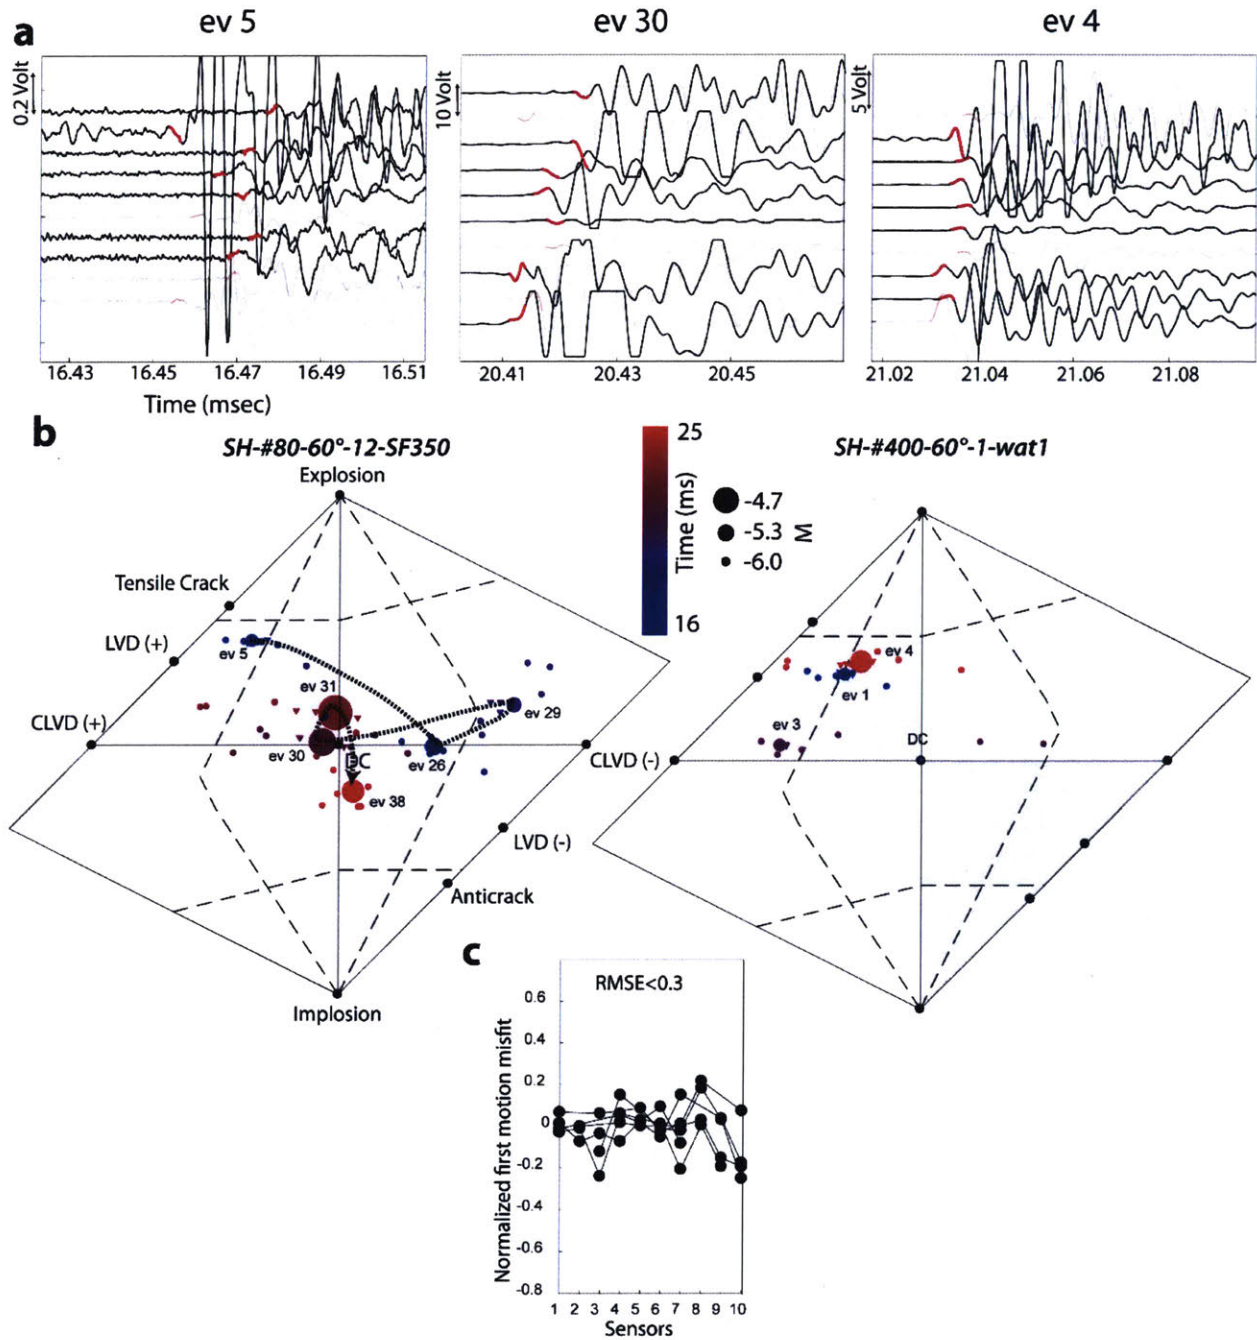 a
ev 5
ev 30
ev 4
0.2 Volt
10 Volt
5 Volt
16.43 16.45 16.47 16.49 16.51
20.41 20.43 20.45
21.02 21.04 21.06 21.08
Time (msec)
b
SH-#80-60°-12-SF350
SH-#400-60°-1-wat1
25
Time (ms)
16
-4.7
-5.3
-6.0
M
Explosion
Tensile Crack
LVD (+)
CLVD (+)
ev 5
ev 31
ev 30
DC
ev 26
ev 29
ev 38
CLVD (-)
LVD (-)
Anticrack
Implosion
ev 4
ev 1
ev 3
DC
c
RMSE<0.3
Normalized first motion misfit
0.6
0.4
0.2
0
-0.2
-0.4
-0.6
-0.8
1 2 3 4 5 6 7 8 9 10
Sensors